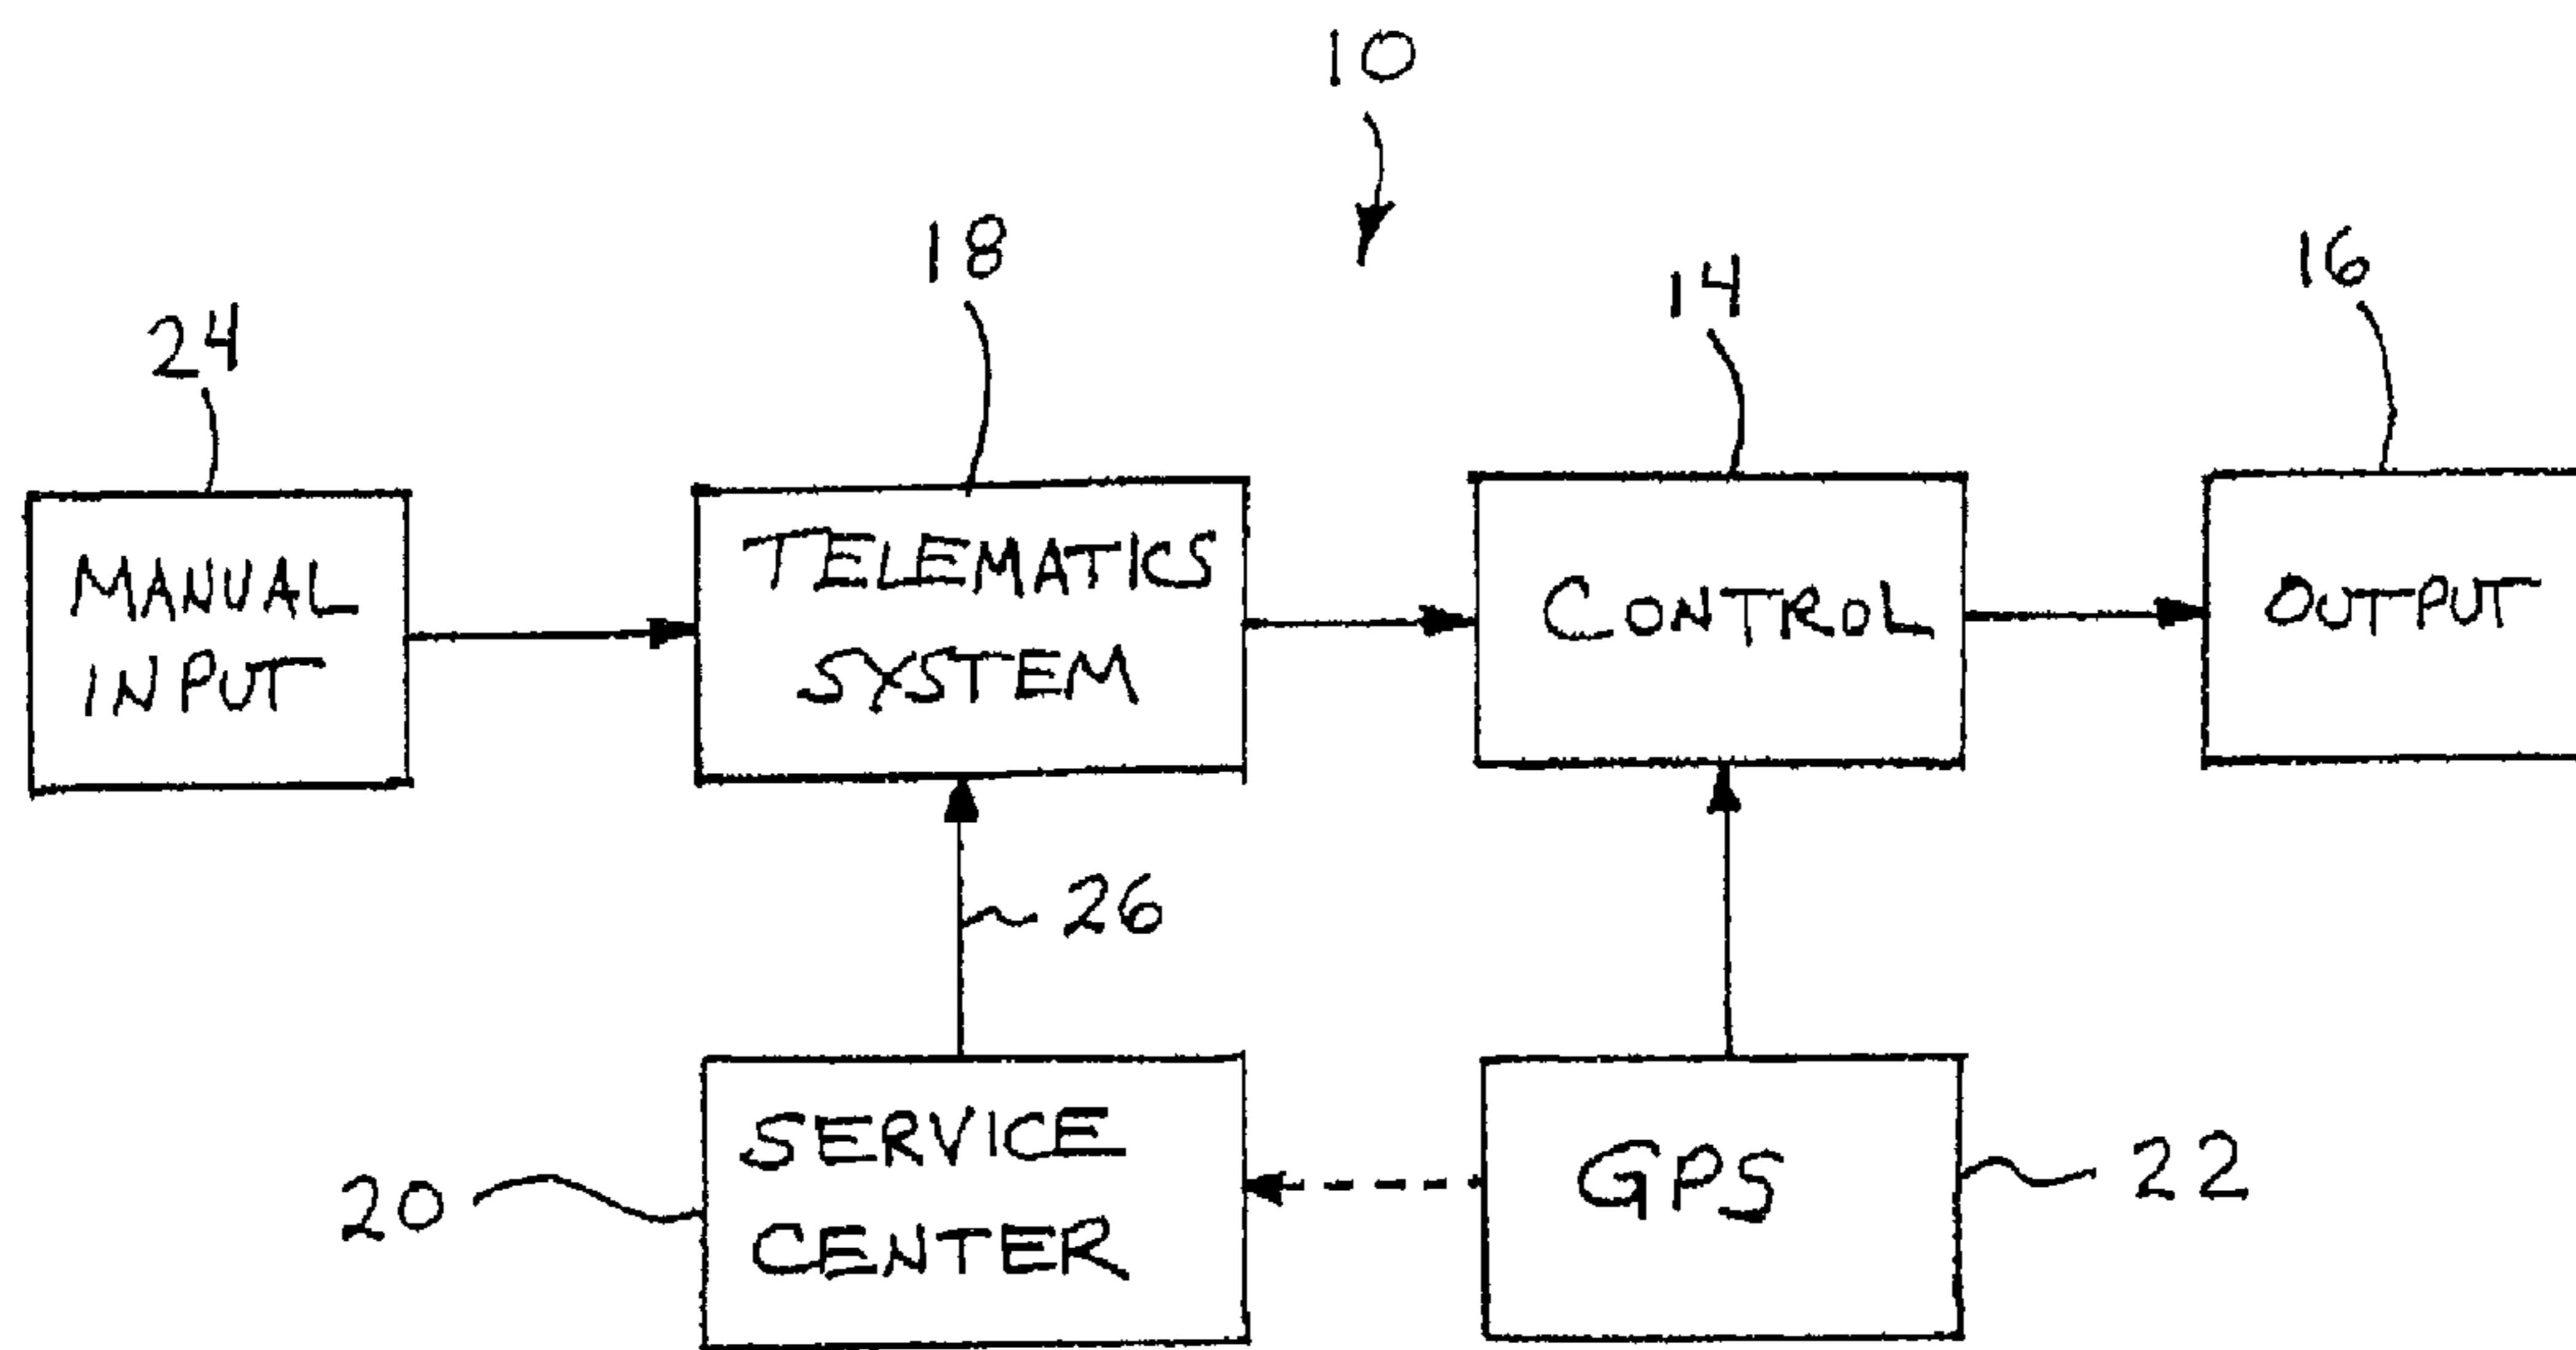 10
18
14
16
24
MANUAL
INPUT
TELEMATICS
SYSTEM
CONTROL
OUTPUT
26
SERVICE
CENTER
20
GPS
22